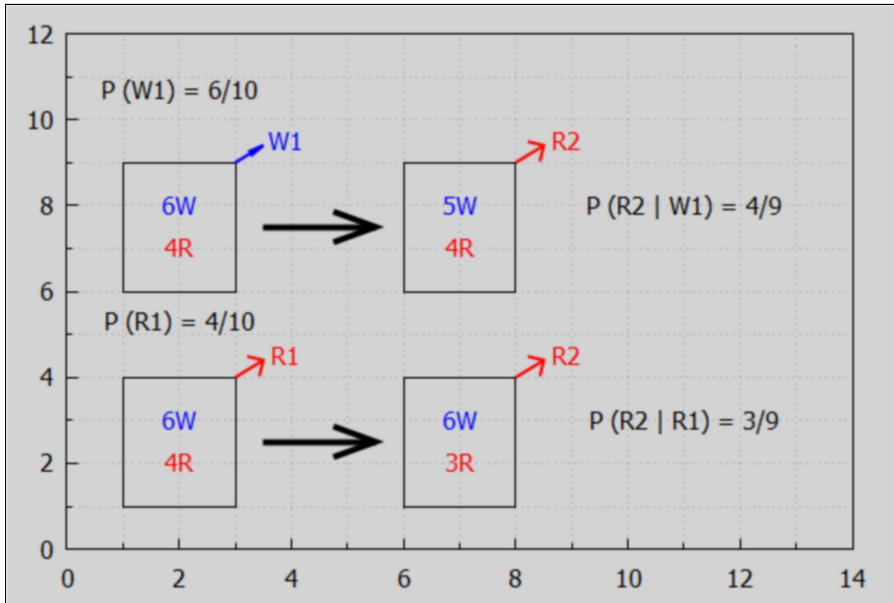 12
P (W1) = 6/10
10
W1
R2
6W
5W
8
P (R2 | W1) = 4/9
4R
4R
6
P (R1) = 4/10
R1
R2
4
6W
6W
P (R2 | R1) = 3/9
4R
3R
2
0
0 2 4 6 8 10 12 14